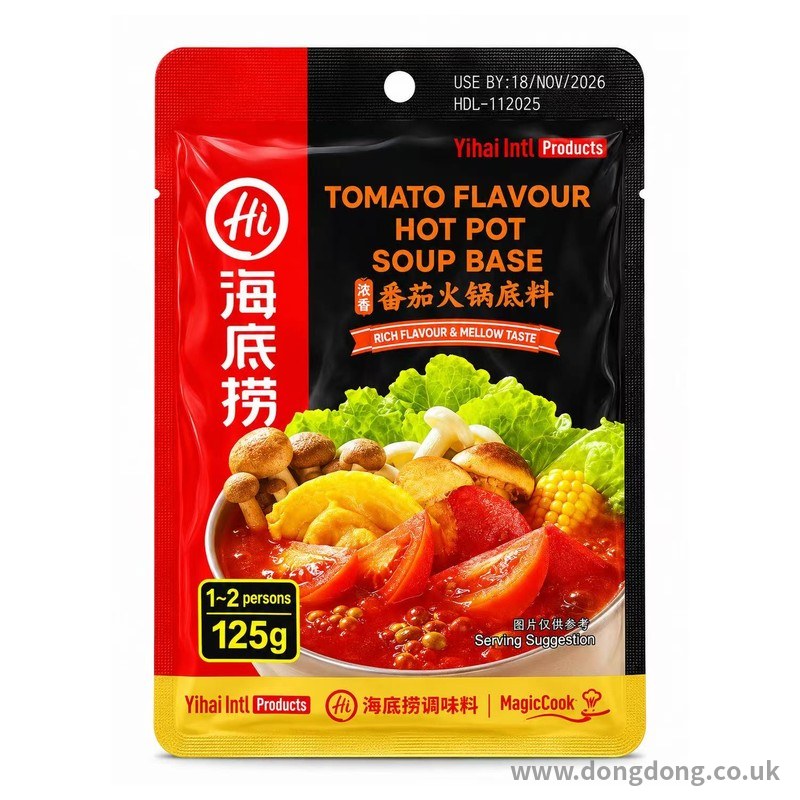 USE BY:18/NOV/2026
HDL-112025
Yihai Intl Products
Hi
海底捞
TOMATO FLAVOUR
HOT POT
SOUP BASE
浓香 番茄火锅底料
RICH FLAVOUR & MELLOW TASTE
1~2 persons
125g
图片仅供参考
Serving Suggestion
Yihai Intl Products
Hi 海底捞调味料
MagicCook
www.dongdong.co.uk